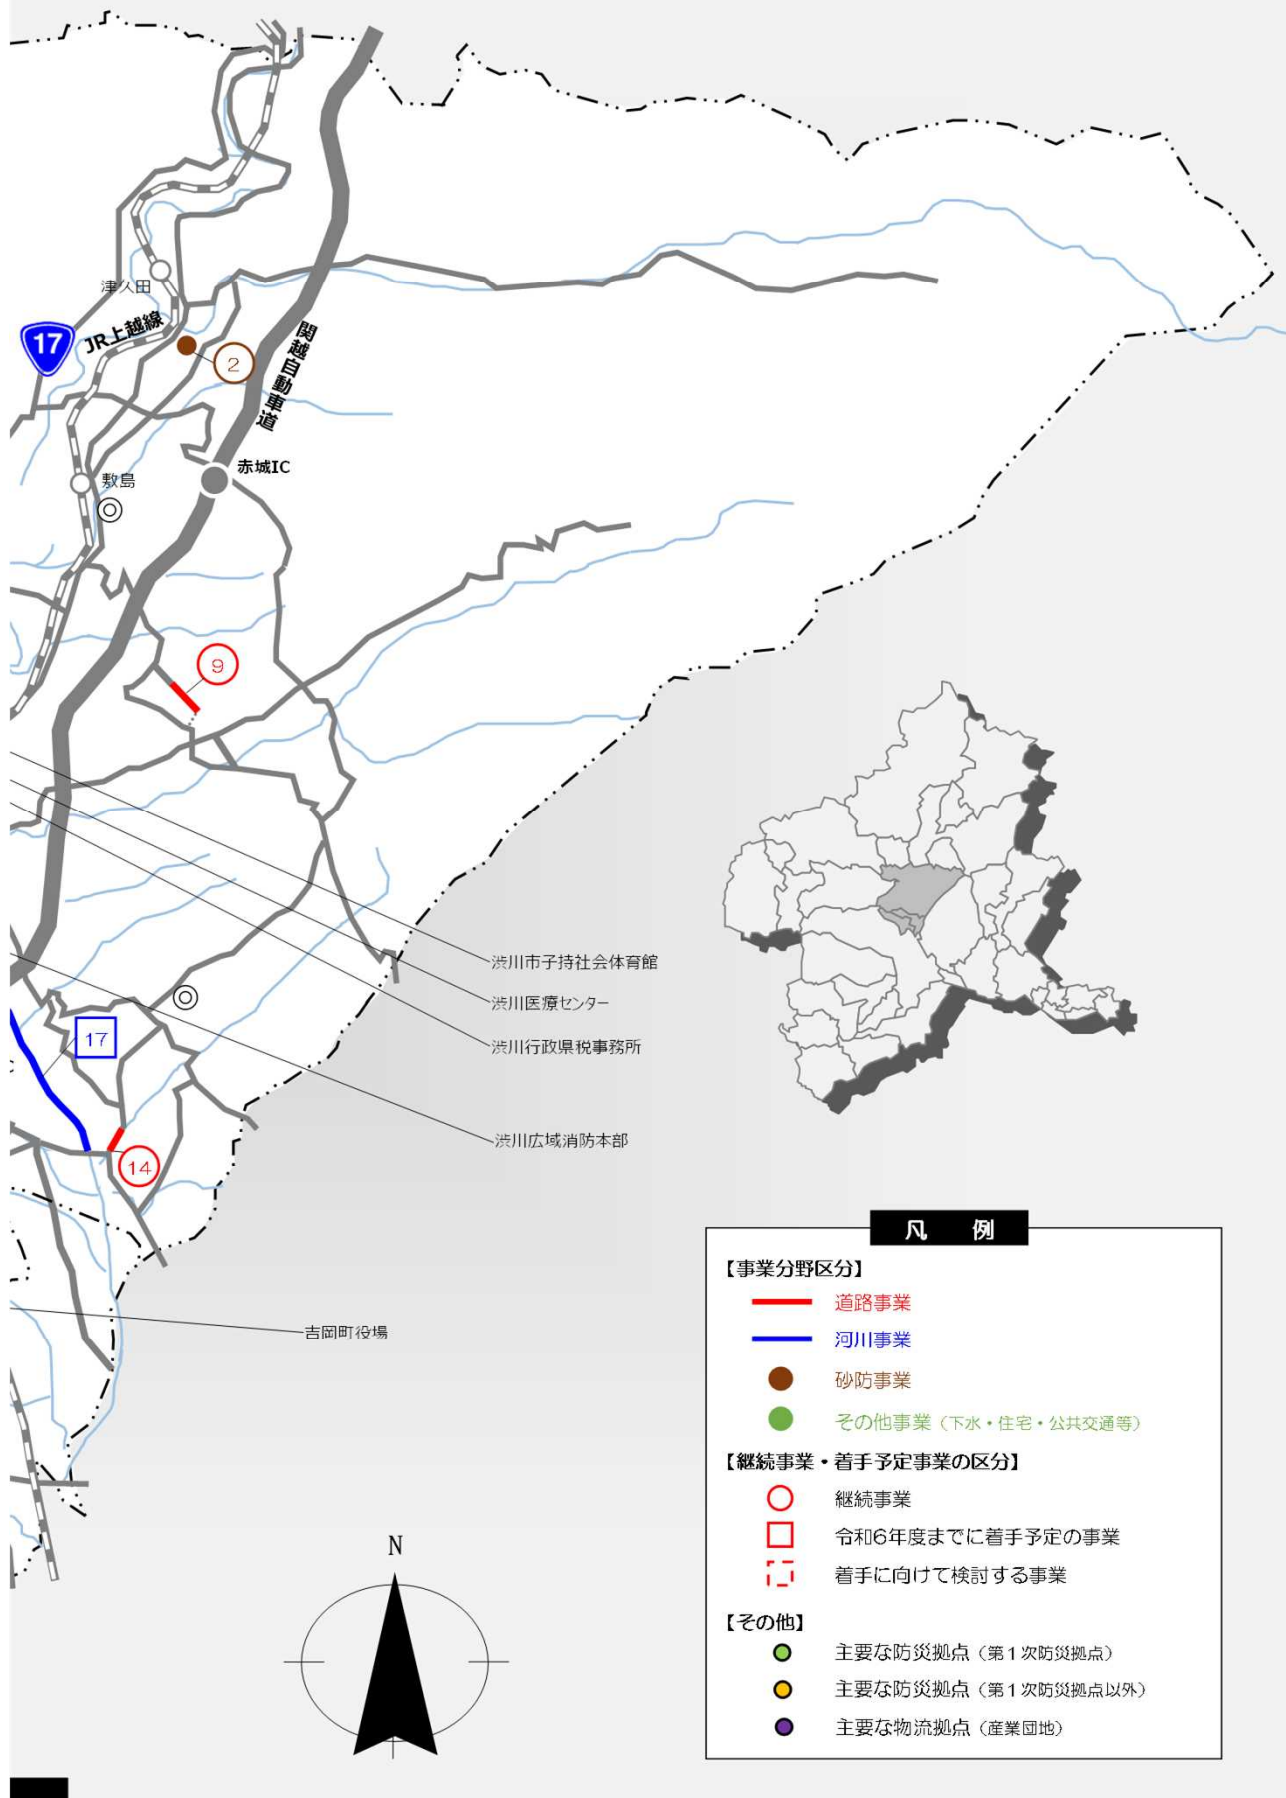 津久田
17
JR上越線
2
関越自動車道
赤城IC
敷島
9
渋川市子持社会体育館
渋川医療センター
渋川行政県税事務所
17
渋川広域消防本部
14
吉岡町役場
凡 例
【事業分野区分】
道路事業
河川事業
砂防事業
その他事業(下水・住宅・公共交通等)
【継続事業・着手予定事業の区分】
継続事業
令和6年度までに着手予定の事業
着手に向けて検討する事業
【その他】
主要な防災拠点(第1次防災拠点)
主要な防災拠点(第1次防災拠点以外)
主要な物流拠点(産業団地)
N